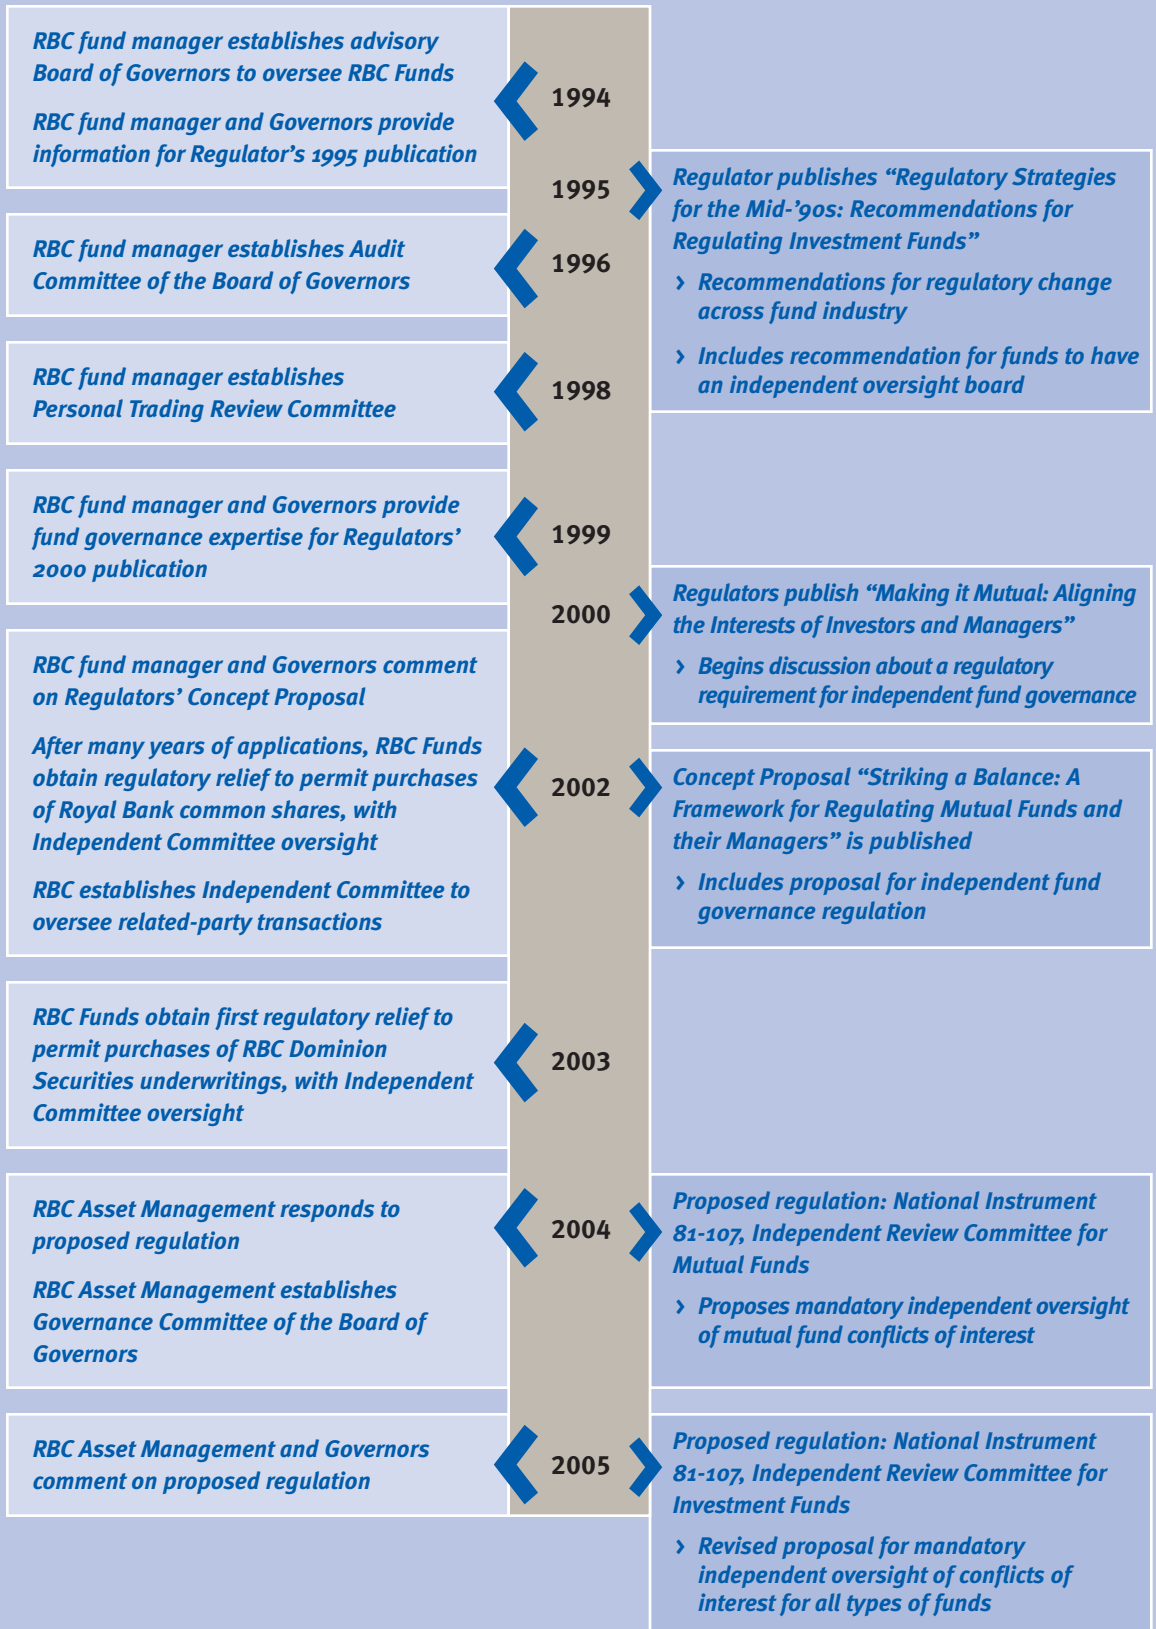 RBC fund manager establishes advisory
Board of Governors to oversee RBC Funds
RBC fund manager and Governors provide
information for Regulator’s 1995 publication
1994
1995
Regulator publishes “Regulatory Strategies
for the Mid-’90s: Recommendations for
Regulating Investment Funds”
› Recommendations for regulatory change
across fund industry
› Includes recommendation for funds to have
an independent oversight board
RBC fund manager establishes Audit
Committee of the Board of Governors
1996
RBC fund manager establishes
Personal Trading Review Committee
1998
RBC fund manager and Governors provide
fund governance expertise for Regulators’
2000 publication
1999
2000
Regulators publish “Making it Mutual: Aligning
the Interests of Investors and Managers”
› Begins discussion about a regulatory
requirement for independent fund governance
RBC fund manager and Governors comment
on Regulators’ Concept Proposal
After many years of applications, RBC Funds
obtain regulatory relief to permit purchases
of Royal Bank common shares, with
Independent Committee oversight
RBC establishes Independent Committee to
oversee related-party transactions
2002
Concept Proposal “Striking a Balance: A
Framework for Regulating Mutual Funds and
their Managers” is published
› Includes proposal for independent fund
governance regulation
RBC Funds obtain first regulatory relief to
permit purchases of RBC Dominion
Securities underwritings, with Independent
Committee oversight
2003
RBC Asset Management responds to
proposed regulation
RBC Asset Management establishes
Governance Committee of the Board of
Governors
2004
Proposed regulation: National Instrument
81-107, Independent Review Committee for
Mutual Funds
› Proposes mandatory independent oversight
of mutual fund conflicts of interest
RBC Asset Management and Governors
comment on proposed regulation
2005
Proposed regulation: National Instrument
81-107, Independent Review Committee for
Investment Funds
› Revised proposal for mandatory
independent oversight of conflicts of
interest for all types of funds